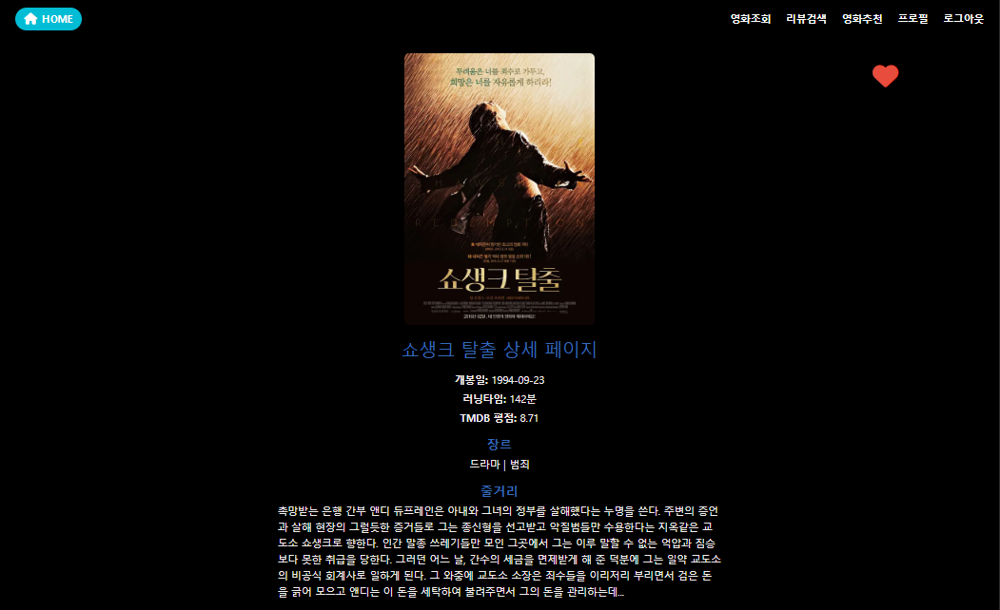 HOME
영화조회 리뷰검색 영화추천 프로필 로그아웃
두려움은 너를 죄수로 가두고,
희망은 너를 자유롭게 하리라!
REDEMPTION
쇼생크 탈출
쇼생크 탈출 상세 페이지
개봉일: 1994-09-23
러닝타임: 142분
TMDB 평점: 8.71
장르
드라마 | 범죄
줄거리
촉망받는 은행 간부 앤디 듀프레인은 아내와 그녀의 정부를 살해했다는 누명을 쓴다. 주변의 증언
과 살해 현장의 그럴듯한 증거들로 그는 종신형을 선고받고 악질범들만 수용한다는 지옥같은 교
도소 쇼생크로 향한다. 인간 말종 쓰레기들만 모인 그곳에서 그는 이루 말할 수 없는 억압과 짐승
보다 못한 취급을 당한다. 그러던 어느 날, 간수의 세금을 면제받게 해 준 덕분에 그는 일약 교도소
의 비공식 회계사로 일하게 된다. 그 와중에 교도소 소장은 죄수들을 이리저리 부리면서 검은 돈
을 긁어 모으고 앤디는 이 돈을 세탁하여 불려주면서 그의 돈을 관리하는데...